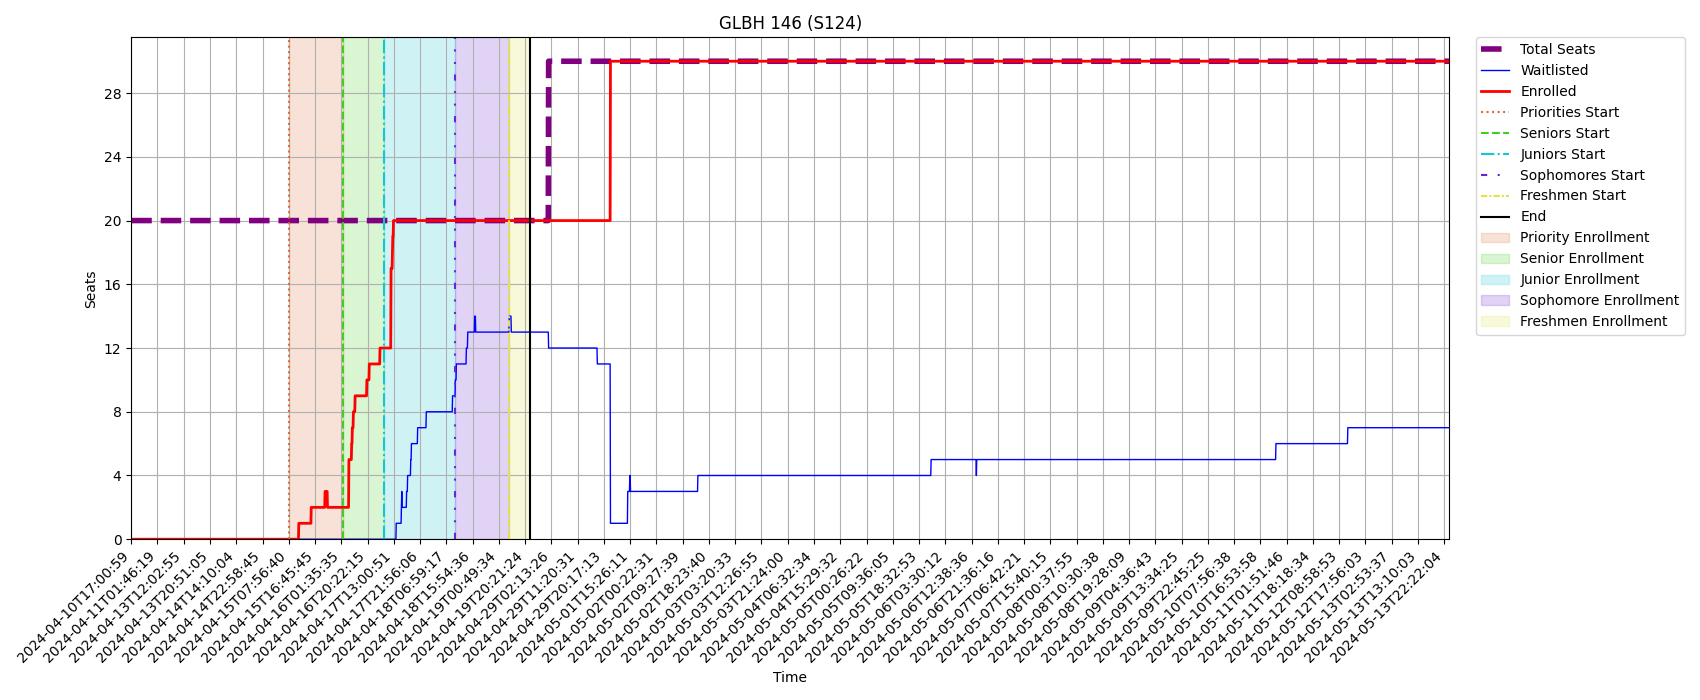 GLBH 146 (S124)
Total Seats
Waitlisted
Enrolled
Priorities Start
Seniors Start
Juniors Start
Sophomores Start
Freshmen Start
End
Priority Enrollment
Senior Enrollment
Junior Enrollment
Sophomore Enrollment
Freshmen Enrollment
Seats
28
24
20
16
12
8
4
0
2024-04-10T17:00:59
2024-04-11T01:46:19
2024-04-13T12:02:55
2024-04-13T20:51:05
2024-04-14T14:10:04
2024-04-14T22:58:45
2024-04-15T07:56:40
2024-04-15T16:45:45
2024-04-16T01:35:35
2024-04-16T20:22:15
2024-04-17T13:00:51
2024-04-17T21:56:06
2024-04-18T06:59:17
2024-04-18T15:54:36
2024-04-19T00:49:34
2024-04-19T20:21:24
2024-04-29T02:13:26
2024-04-29T11:20:31
2024-04-29T20:17:13
2024-05-01T15:26:11
2024-05-02T00:22:31
2024-05-02T09:27:39
2024-05-02T18:23:40
2024-05-03T03:20:33
2024-05-03T12:26:55
2024-05-03T21:24:00
2024-05-04T06:32:34
2024-05-04T15:29:32
2024-05-05T00:26:22
2024-05-05T09:36:05
2024-05-05T18:32:53
2024-05-06T03:30:12
2024-05-06T12:38:36
2024-05-06T21:36:16
2024-05-07T06:42:21
2024-05-07T15:40:15
2024-05-08T00:37:55
2024-05-08T10:30:38
2024-05-08T19:28:09
2024-05-09T04:36:43
2024-05-09T13:34:25
2024-05-09T22:45:25
2024-05-10T07:56:38
2024-05-10T16:53:58
2024-05-11T01:51:46
2024-05-11T18:18:34
2024-05-12T08:58:53
2024-05-12T17:56:03
2024-05-13T02:53:37
2024-05-13T13:10:03
2024-05-13T22:22:04
Time